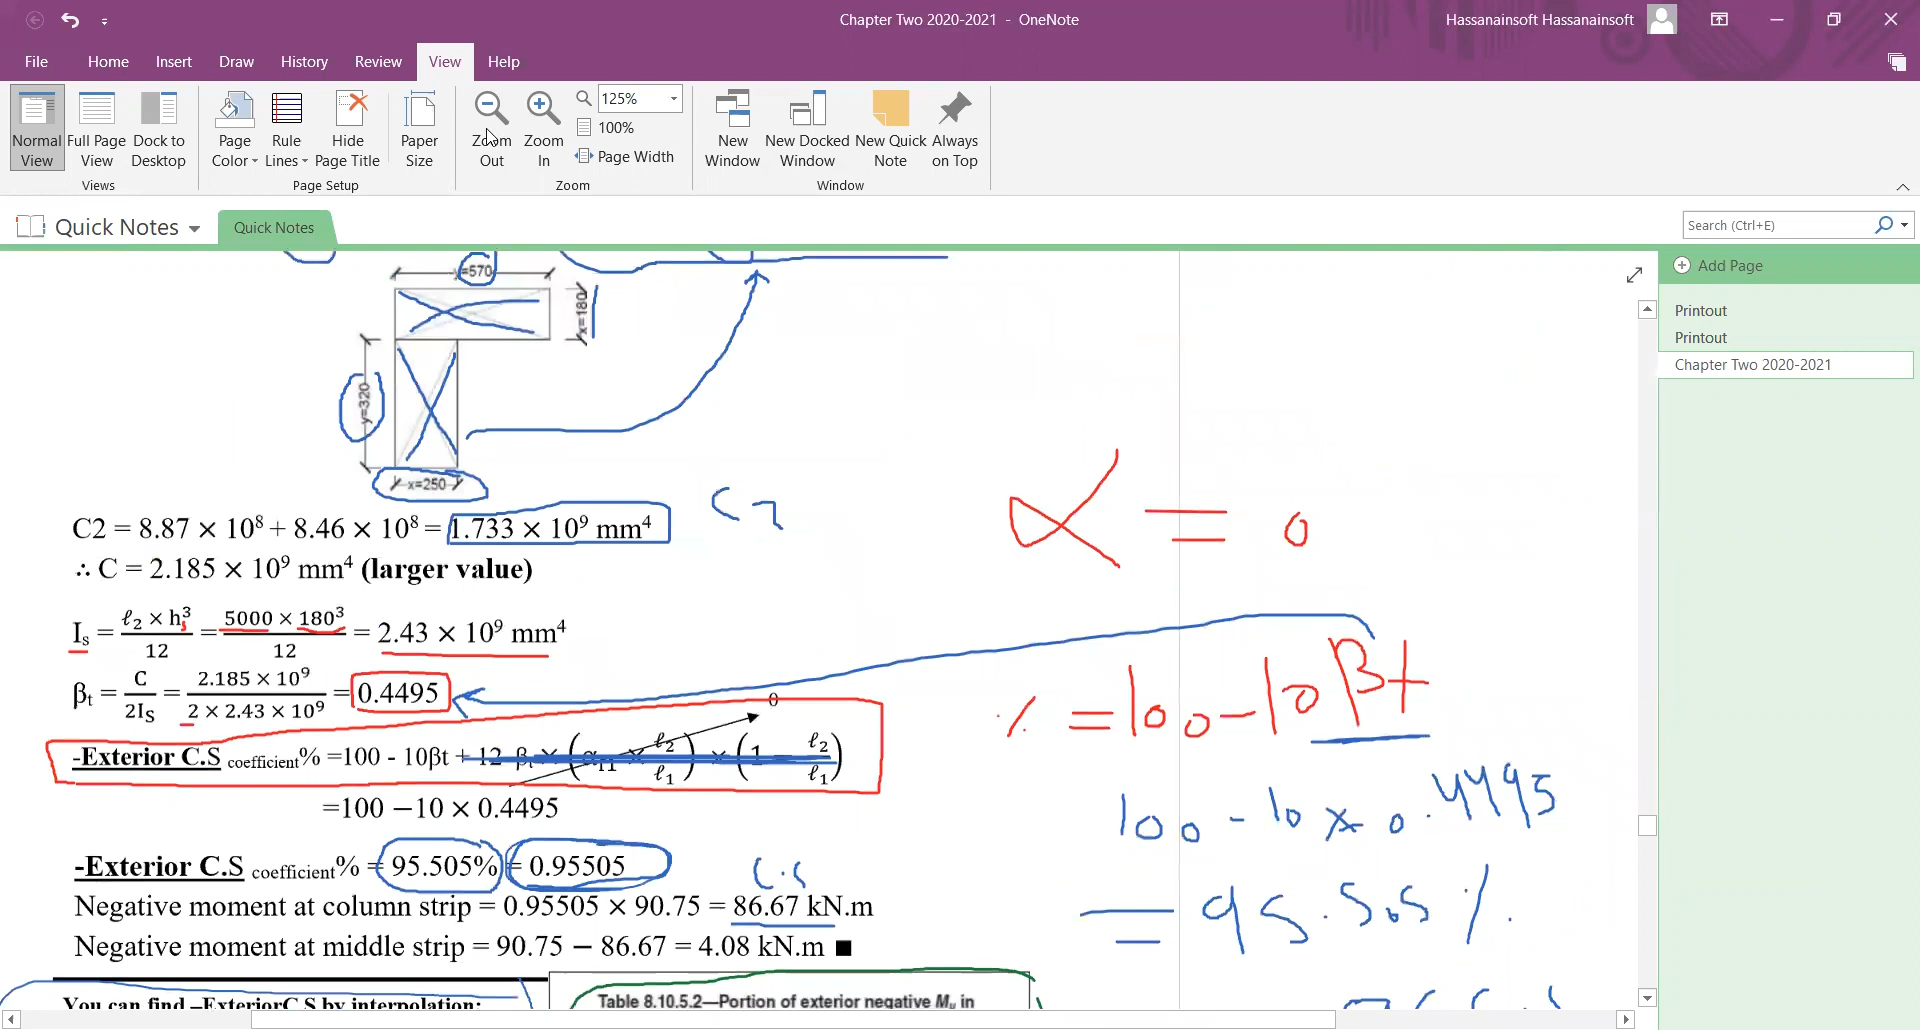 Chapter Two 2020-2021 - OneNote
Hassanainsoft Hassanainsoft
File Home Insert Draw History Review View Help
Normal View
Full Page View
Dock to Desktop
Views
Page Color
Rule Lines
Hide Page Title
Paper Size
Page Setup
Zoom Out
Zoom In
125%
100%
Page Width
Zoom
New Window
New Docked Window
New Quick Note
Always on Top
Window
Quick Notes
Quick Notes
Search (Ctrl+E)
Add Page
Printout
Printout
Chapter Two 2020-2021
y=570
x=180
y=320
x=250
C2 = 8.87 × 10⁸ + 8.46 × 10⁸ = 1.733 × 10⁹ mm⁴
C2
∴ C = 2.185 × 10⁹ mm⁴ (larger value)
α = 0
Iₛ = ℓ₂ × hₛ³ / 12 = 5000 × 180³ / 12 = 2.43 × 10⁹ mm⁴
βₜ = C / 2Iₛ = 2.185 × 10⁹ / 2 × 2.43 × 10⁹ = 0.4495
% = 100 - 10 βt
0
-Exterior C.S coefficient% =100 - 10βt + 12 βₜ × (αf1 × ℓ₂/ℓ₁) × (1 − ℓ₂/ℓ₁)
=100 −10 × 0.4495
100 - 10 × 0.4495
-Exterior C.S coefficient% = 95.505% = 0.95505
C.S
= 95.505 %
Negative moment at column strip = 0.95505 × 90.75 = 86.67 kN.m
Negative moment at middle strip = 90.75 − 86.67 = 4.08 kN.m ■
You can find –ExteriorC.S by interpolation:
Table 8.10.5.2—Portion of exterior negative Mᵤ in